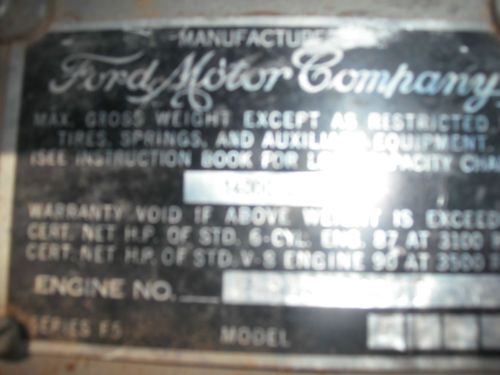 MANUFACTURE
Ford Motor Company
MAX. GROSS WEIGHT EXCEPT AS RESTRICTED
TIRES, SPRINGS, AND AUXILIARY EQUIPMENT.
(SEE INSTRUCTION BOOK FOR CAPACITY CHA
WARRANTY VOID IF ABOVE WEIGHT IS EXCEED
CERT. NET H.P. OF STD. 6-CYL. ENG. 87 AT 3100
CERT. NET H.P. OF STD. V-8 ENGINE 90 AT 3500
ENGINE NO.
SERIES F5 MODEL